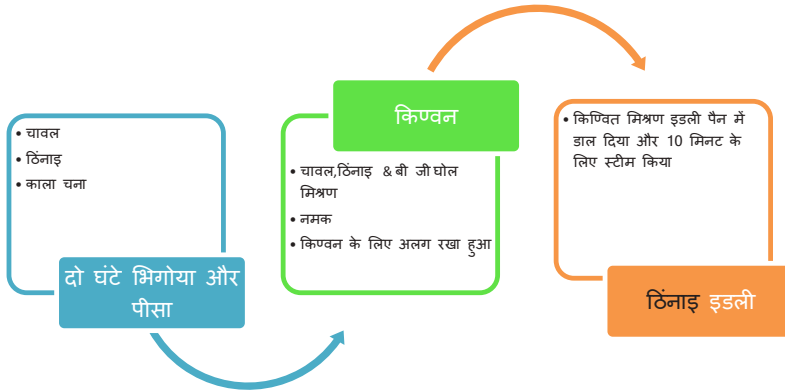 • चावल
• ठिंनाइ
• काला चना
दो घंटे भिगोया और
पीसा
किण्वन
• चावल,ठिंनाइ & बी जी घोल
मिश्रण
• नमक
• किण्वन के लिए अलग रखा हुआ
• किण्वित मिश्रण इडली पैन में
डाल दिया और 10 मिनट के
लिए स्टीम किया
ठिंनाइ इडली